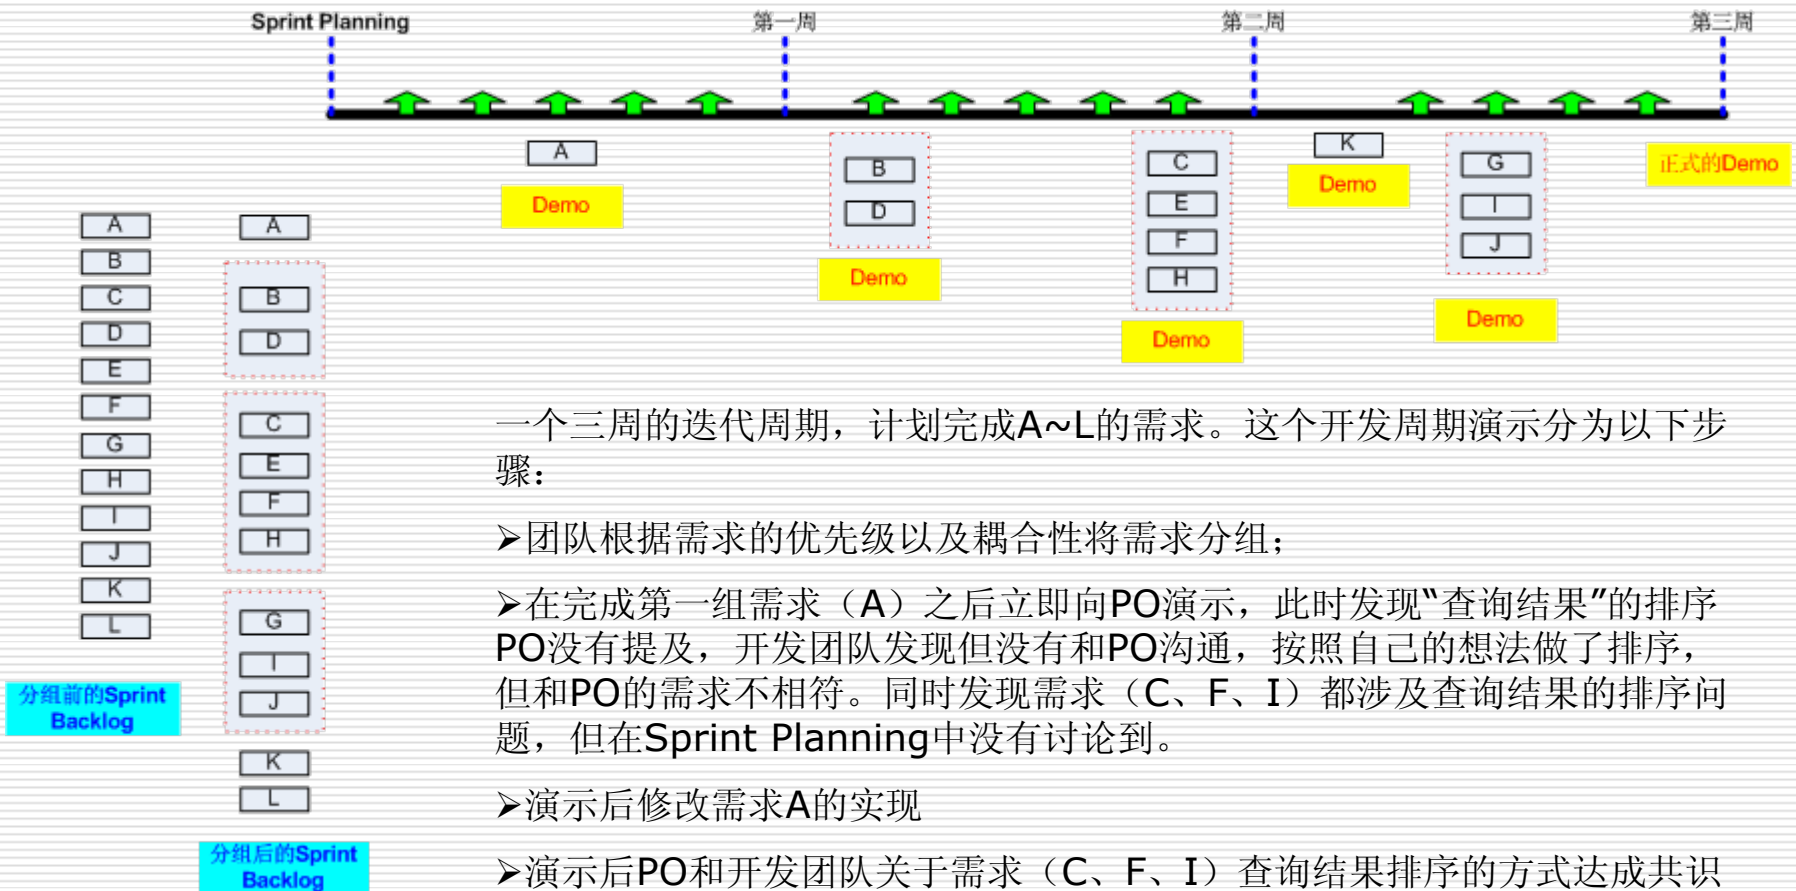 Sprint Planning
第一周
第二周
第三周
A
Demo
B
D
Demo
C
E
F
H
Demo
K
Demo
G
I
J
Demo
正式的Demo
A
B
C
D
E
F
G
H
I
J
K
L
分组前的Sprint
Backlog
A
B
D
C
E
F
H
G
I
J
K
L
分组后的Sprint
Backlog
一个三周的迭代周期，计划完成A~L的需求。这个开发周期演示分为以下步
骤：
➢团队根据需求的优先级以及耦合性将需求分组；
➢在完成第一组需求（A）之后立即向PO演示，此时发现“查询结果”的排序
PO没有提及，开发团队发现但没有和PO沟通，按照自己的想法做了排序，
但和PO的需求不相符。同时发现需求（C、F、I）都涉及查询结果的排序问
题，但在Sprint Planning中没有讨论到。
➢演示后修改需求A的实现
➢演示后PO和开发团队关于需求（C、F、I）查询结果排序的方式达成共识